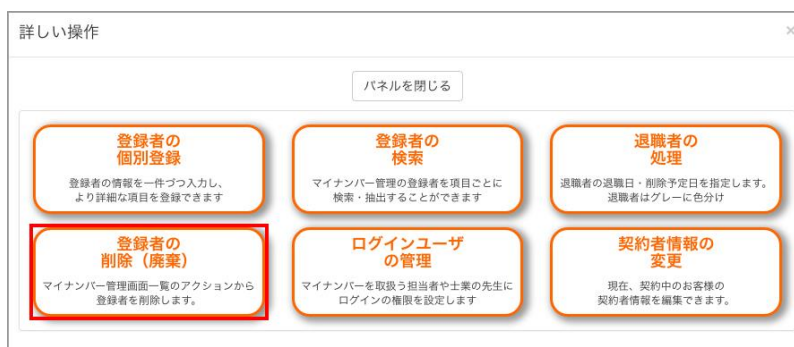 詳しい操作
×
パネルを閉じる
登録者の
個別登録
登録者の情報を一件づつ入力し、
より詳細な項目を登録できます
登録者の
検索
マイナンバー管理の登録者を項目ごとに
検索・抽出することができます
退職者の
処理
退職者の退職日・削除予定日を指定します。
退職者はグレーに色分け
登録者の
削除（廃棄）
マイナンバー管理画面一覧のアクションから
登録者を削除します。
ログインユーザ
の管理
マイナンバーを取扱う担当者や士業の先生に
ログインの権限を設定します
契約者情報の
変更
現在、契約中のお客様の
契約者情報を編集できます。